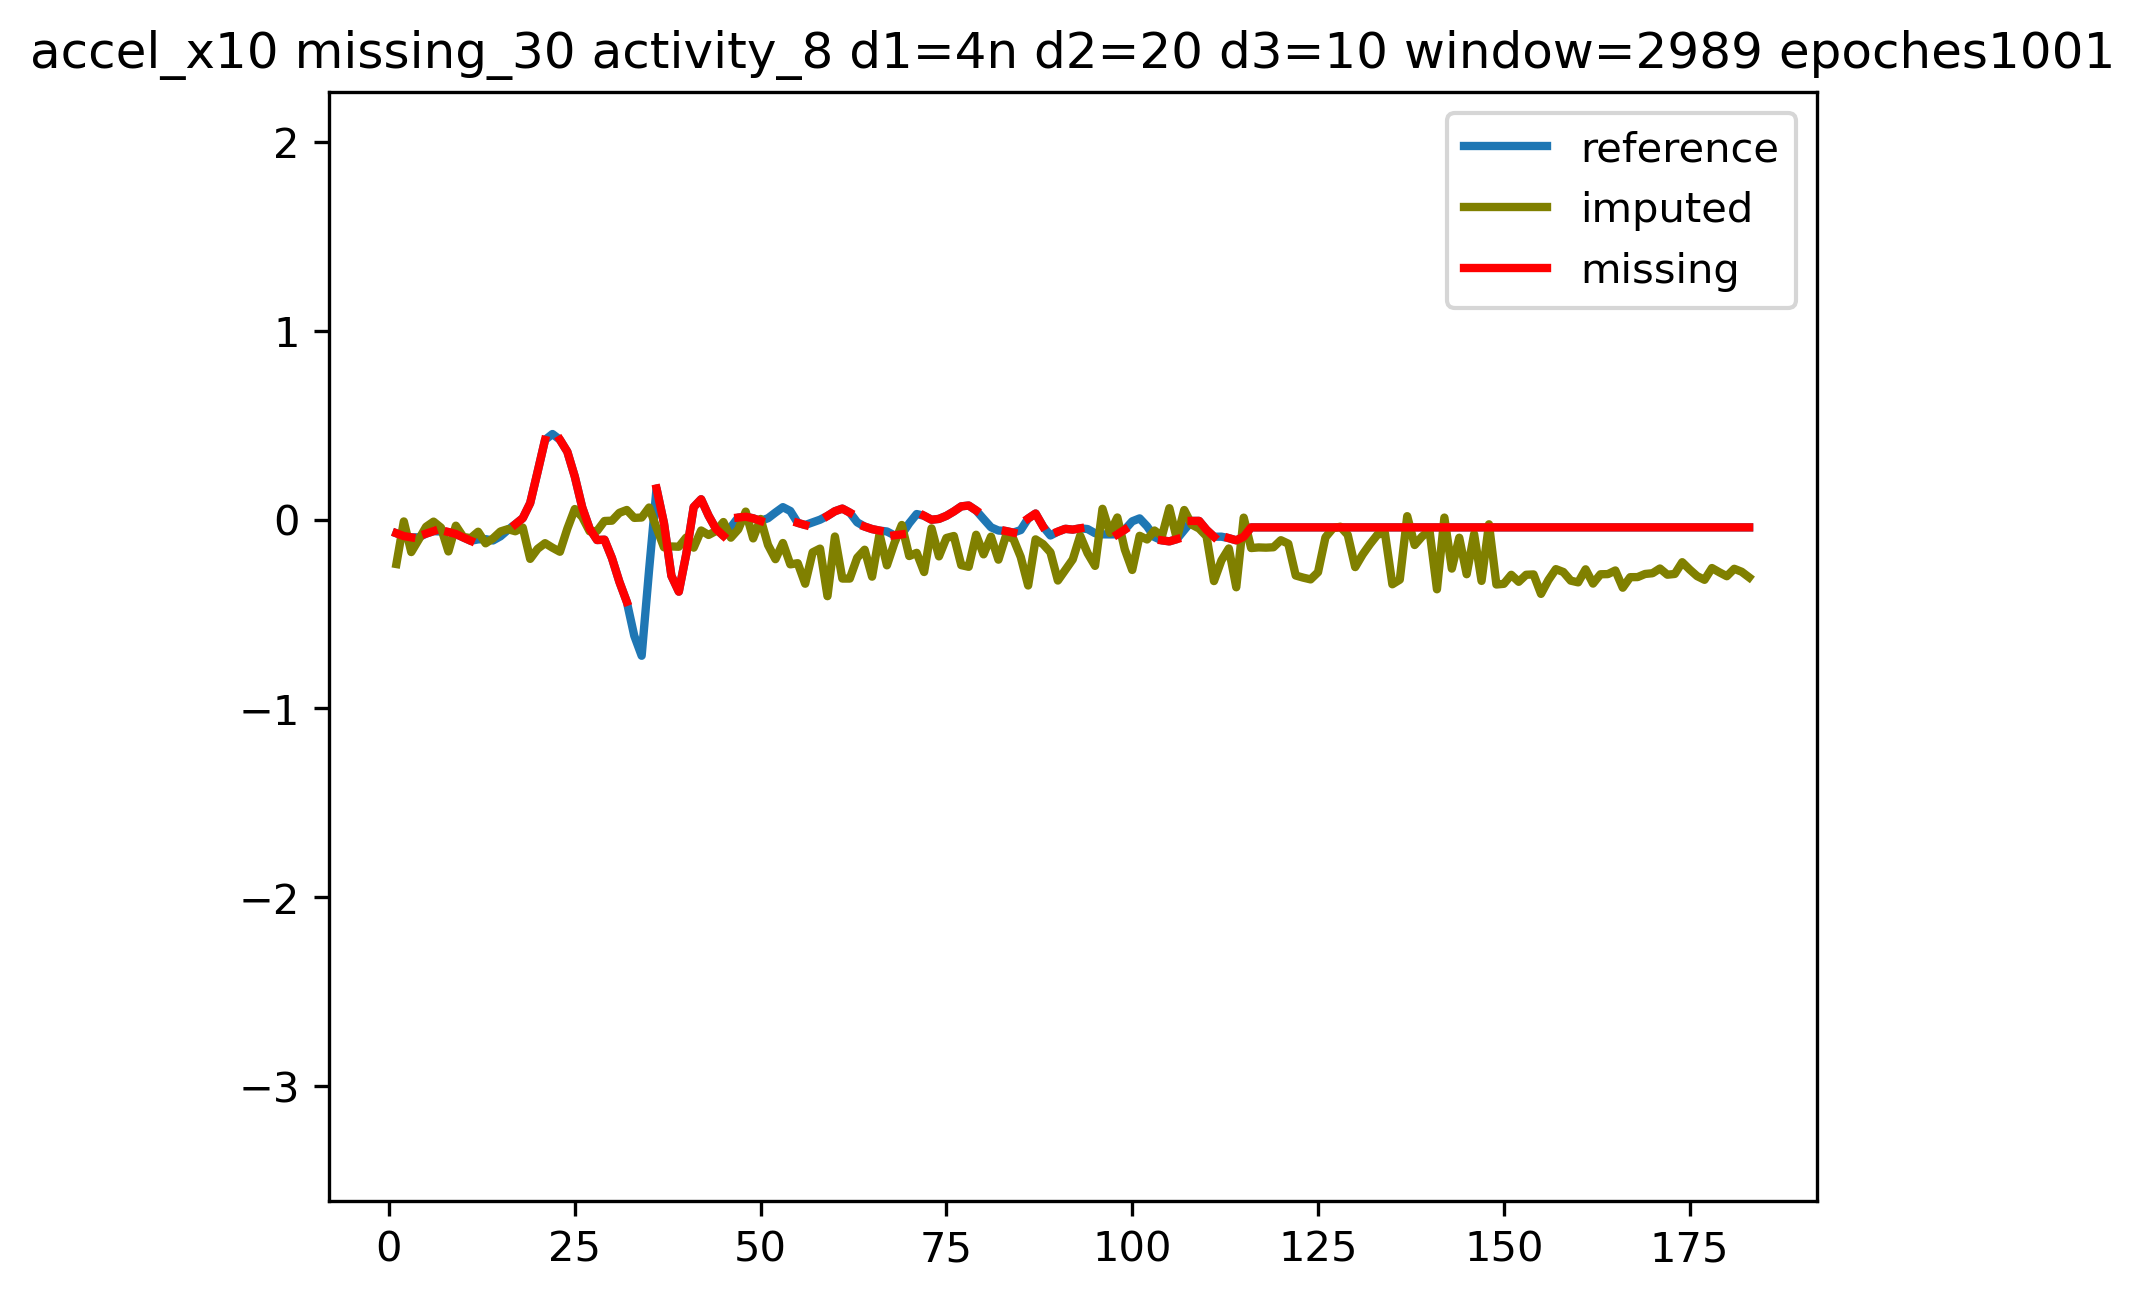 accel_x10 missing_30 activity_8 d1=4n d2=20 d3=10 window=2989 epoches1001
reference
imputed
missing
2
1
0
−1
−2
−3
0 25 50 75 100 125 150 175